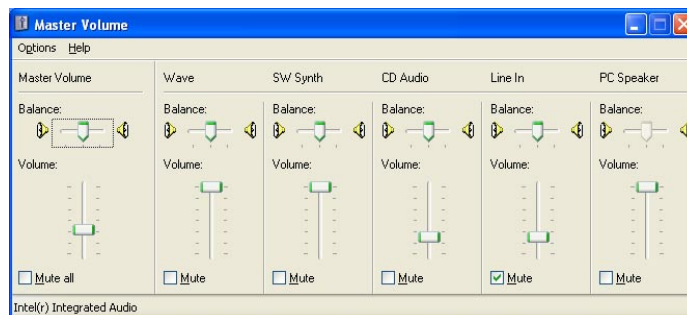 Master Volume
Options Help
Master Volume
Balance:
Volume:
Mute all
Wave
Balance:
Volume:
Mute
SW Synth
Balance:
Volume:
Mute
CD Audio
Balance:
Volume:
Mute
Line In
Balance:
Volume:
Mute
PC Speaker
Balance:
Volume:
Mute
Intel(r) Integrated Audio